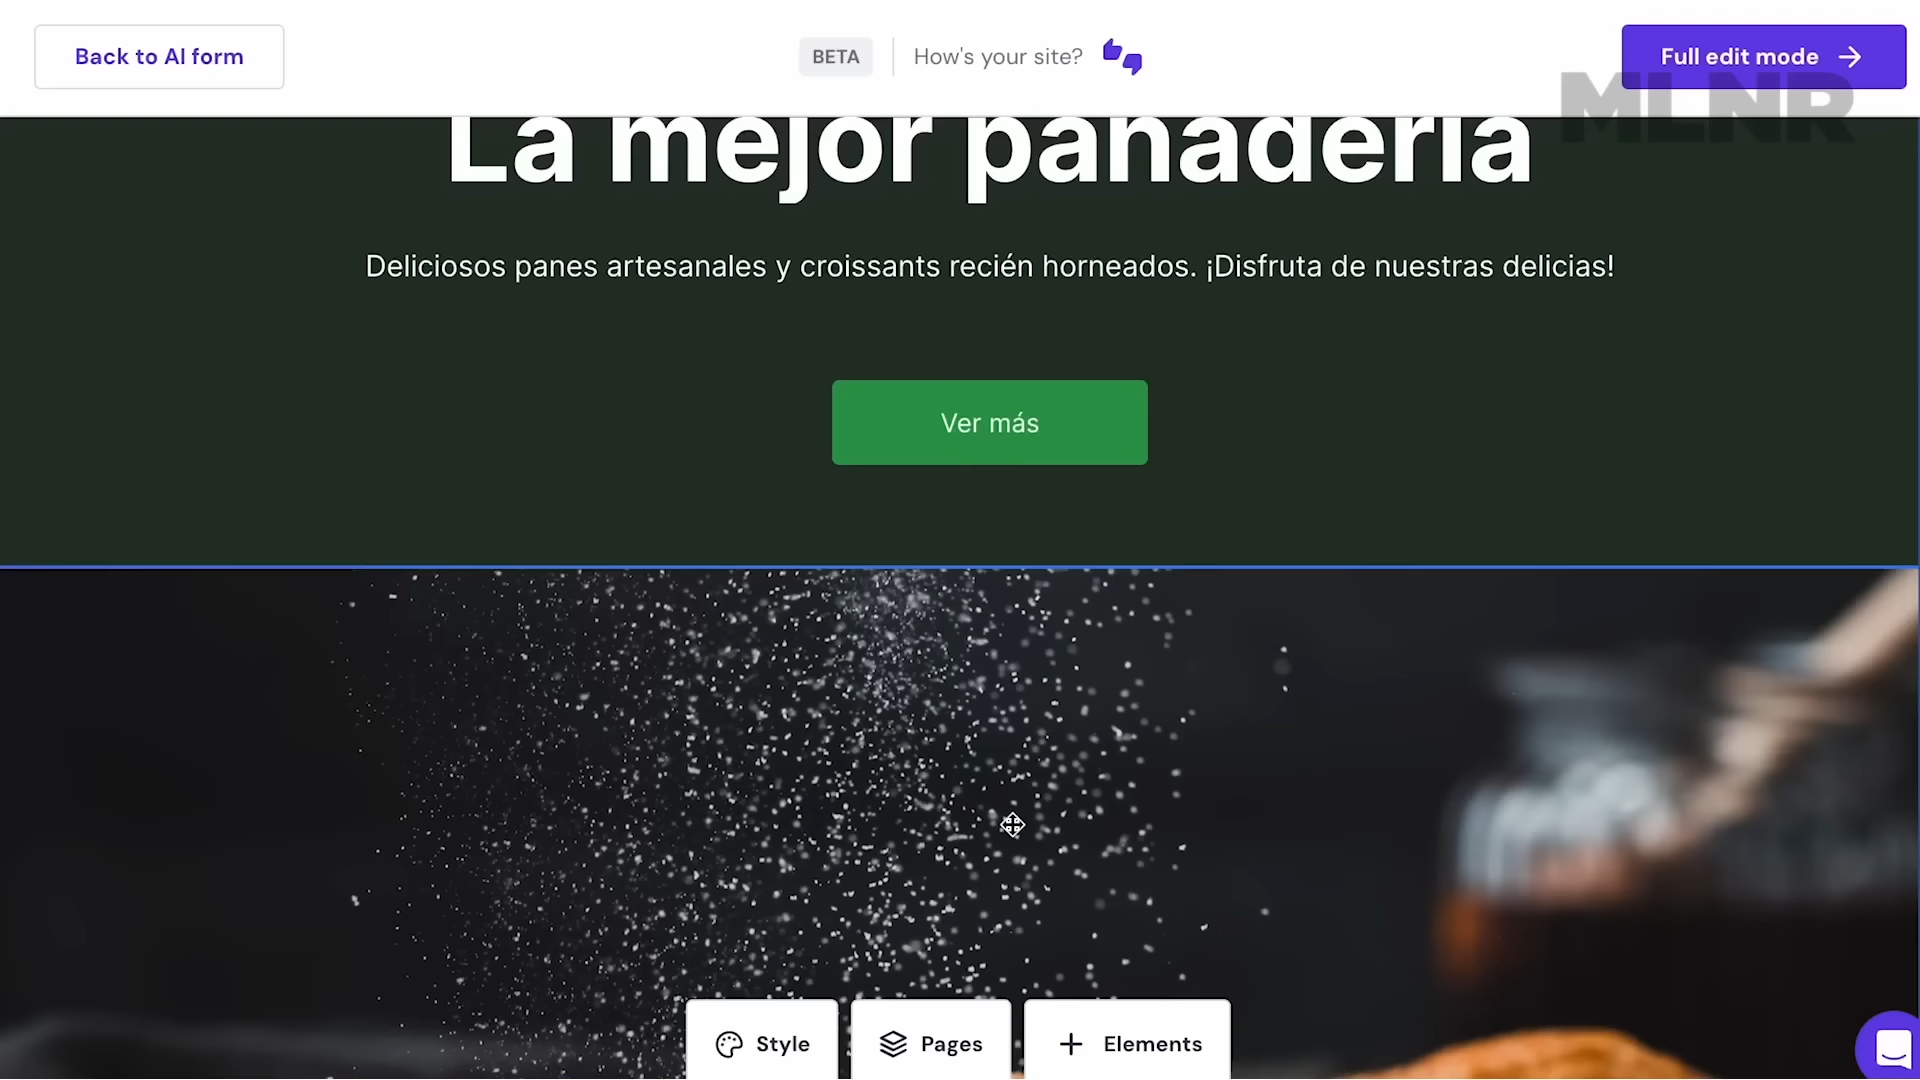 Back to AI form
BETA
How's your site?
Full edit mode
MLNR
La mejor panadería
Deliciosos panes artesanales y croissants recién horneados. ¡Disfruta de nuestras delicias!
Ver más
Style
Pages
Elements